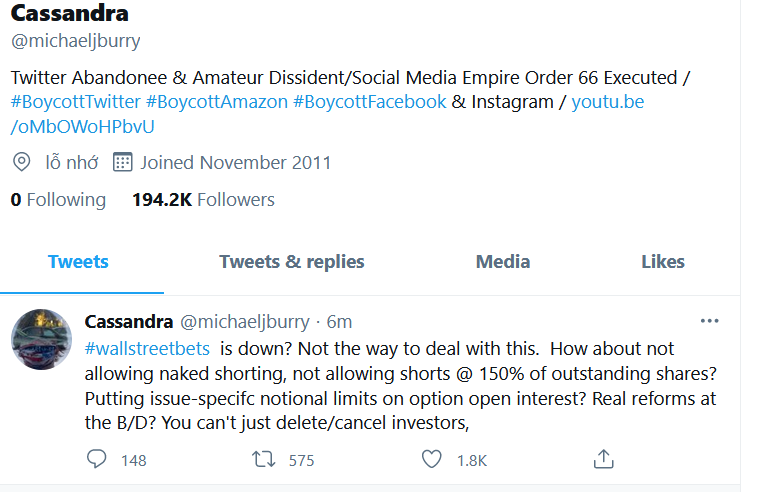 Cassandra
@michaeljburry
Twitter Abandonee & Amateur Dissident/Social Media Empire Order 66 Executed /
#BoycottTwitter #BoycottAmazon #BoycottFacebook & Instagram / youtu.be
/oMbOWoHPbvU
lỗ nhớ Joined November 2011
0 Following 194.2K Followers
Tweets Tweets & replies Media Likes
Cassandra @michaeljburry · 6m
#wallstreetbets is down? Not the way to deal with this. How about not
allowing naked shorting, not allowing shorts @ 150% of outstanding shares?
Putting issue-specifc notional limits on option open interest? Real reforms at
the B/D? You can't just delete/cancel investors,
148 575 1.8K